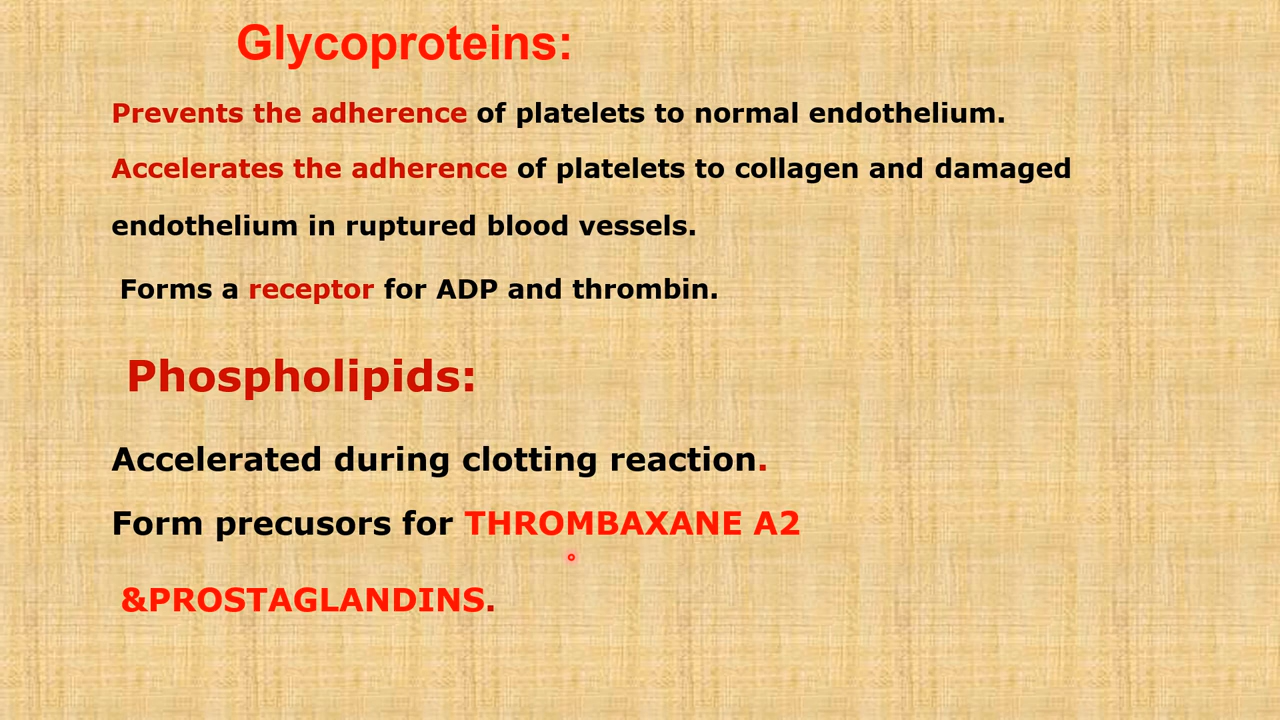 Glycoproteins:
Prevents the adherence of platelets to normal endothelium.
Accelerates the adherence of platelets to collagen and damaged
endothelium in ruptured blood vessels.
Forms a receptor for ADP and thrombin.
Phospholipids:
Accelerated during clotting reaction.
Form precusors for THROMBAXANE A2
&PROSTAGLANDINS.